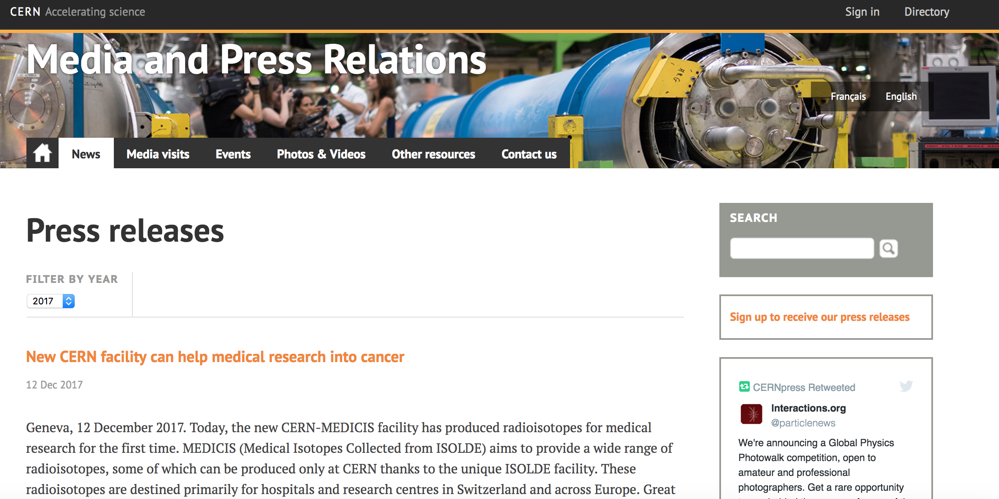 CERN Accelerating science
Sign in Directory
Media and Press Relations
Français English
News Media visits Events Photos & Videos Other resources Contact us
Press releases
FILTER BY YEAR
2017
New CERN facility can help medical research into cancer
12 Dec 2017
Geneva, 12 December 2017. Today, the new CERN-MEDICIS facility has produced radioisotopes for medical
research for the first time. MEDICIS (Medical Isotopes Collected from ISOLDE) aims to provide a wide range of
radioisotopes, some of which can be produced only at CERN thanks to the unique ISOLDE facility. These
radioisotopes are destined primarily for hospitals and research centres in Switzerland and across Europe. Great
SEARCH
Sign up to receive our press releases
CERNpress Retweeted
Interactions.org
@particlenews
We're announcing a Global Physics
Photowalk competition, open to
amateur and professional
photographers. Get a rare opportunity